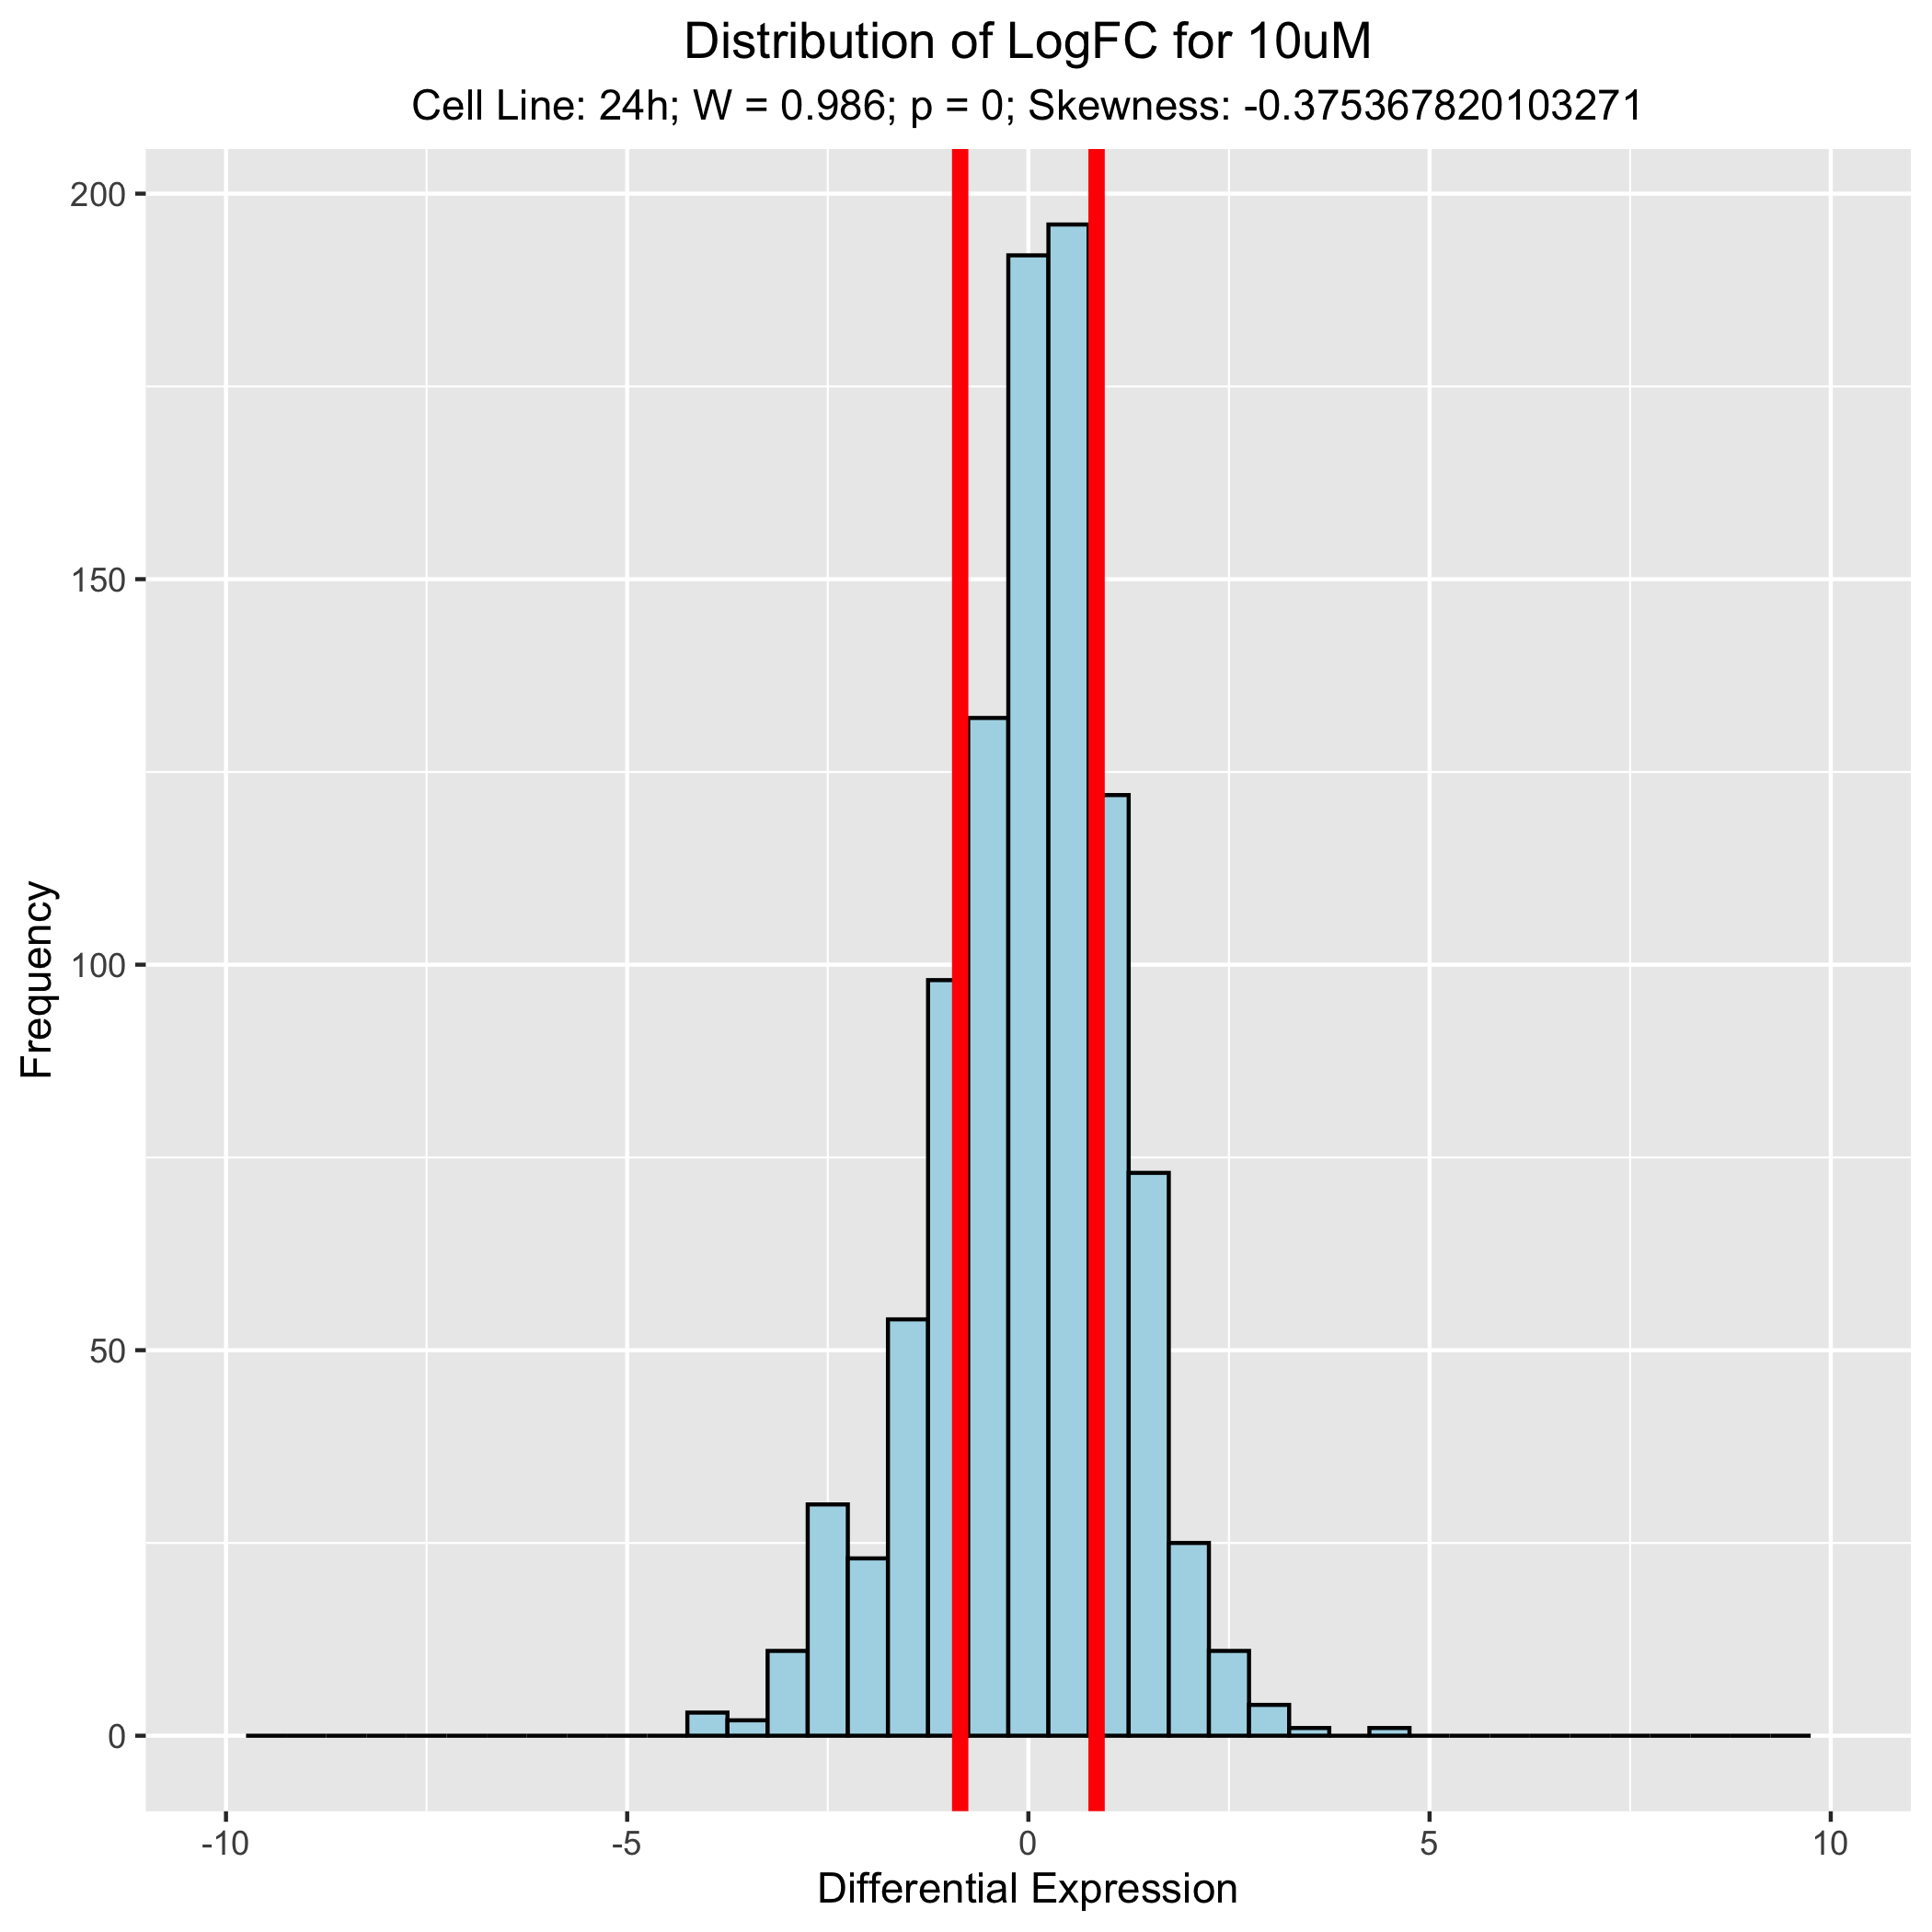 Distribution of LogFC for 10uM
Cell Line: 24h; W = 0.986; p = 0; Skewness: -0.375367820103271
Frequency
200
150
100
50
0
-10
-5
0
5
10
Differential Expression